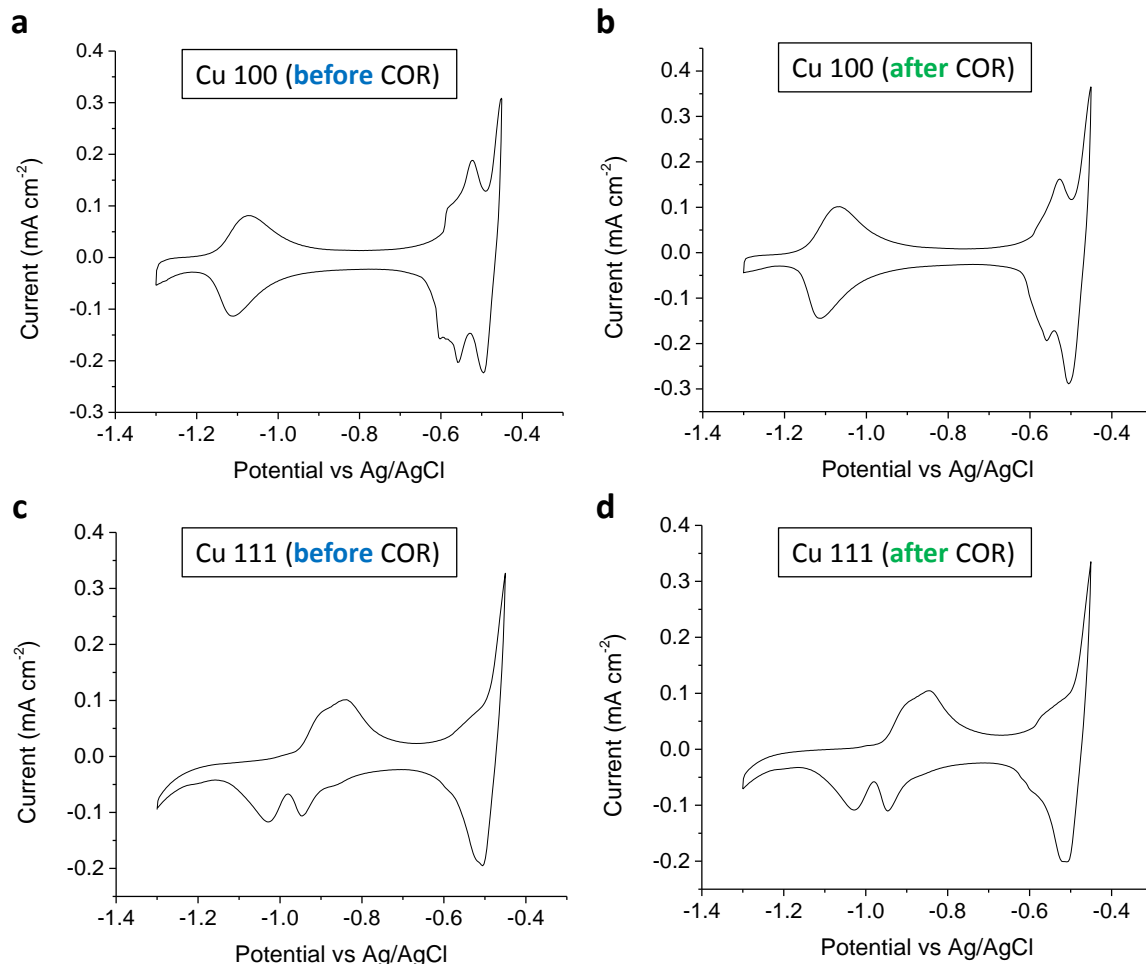 a
Cu 100 (before COR)
Current (mA cm-2)
0.4
0.3
0.2
0.1
0.0
-0.1
-0.2
-0.3
-1.4 -1.2 -1.0 -0.8 -0.6 -0.4
Potential vs Ag/AgCl
b
Cu 100 (after COR)
Current (mA cm-2)
0.4
0.3
0.2
0.1
0.0
-0.1
-0.2
-0.3
-1.4 -1.2 -1.0 -0.8 -0.6 -0.4
Potential vs Ag/AgCl
c
Cu 111 (before COR)
Current (mA cm-2)
0.4
0.3
0.2
0.1
0.0
-0.1
-0.2
-1.4 -1.2 -1.0 -0.8 -0.6 -0.4
Potential vs Ag/AgCl
d
Cu 111 (after COR)
Current (mA cm-2)
0.4
0.3
0.2
0.1
0.0
-0.1
-0.2
-1.4 -1.2 -1.0 -0.8 -0.6 -0.4
Potential vs Ag/AgCl